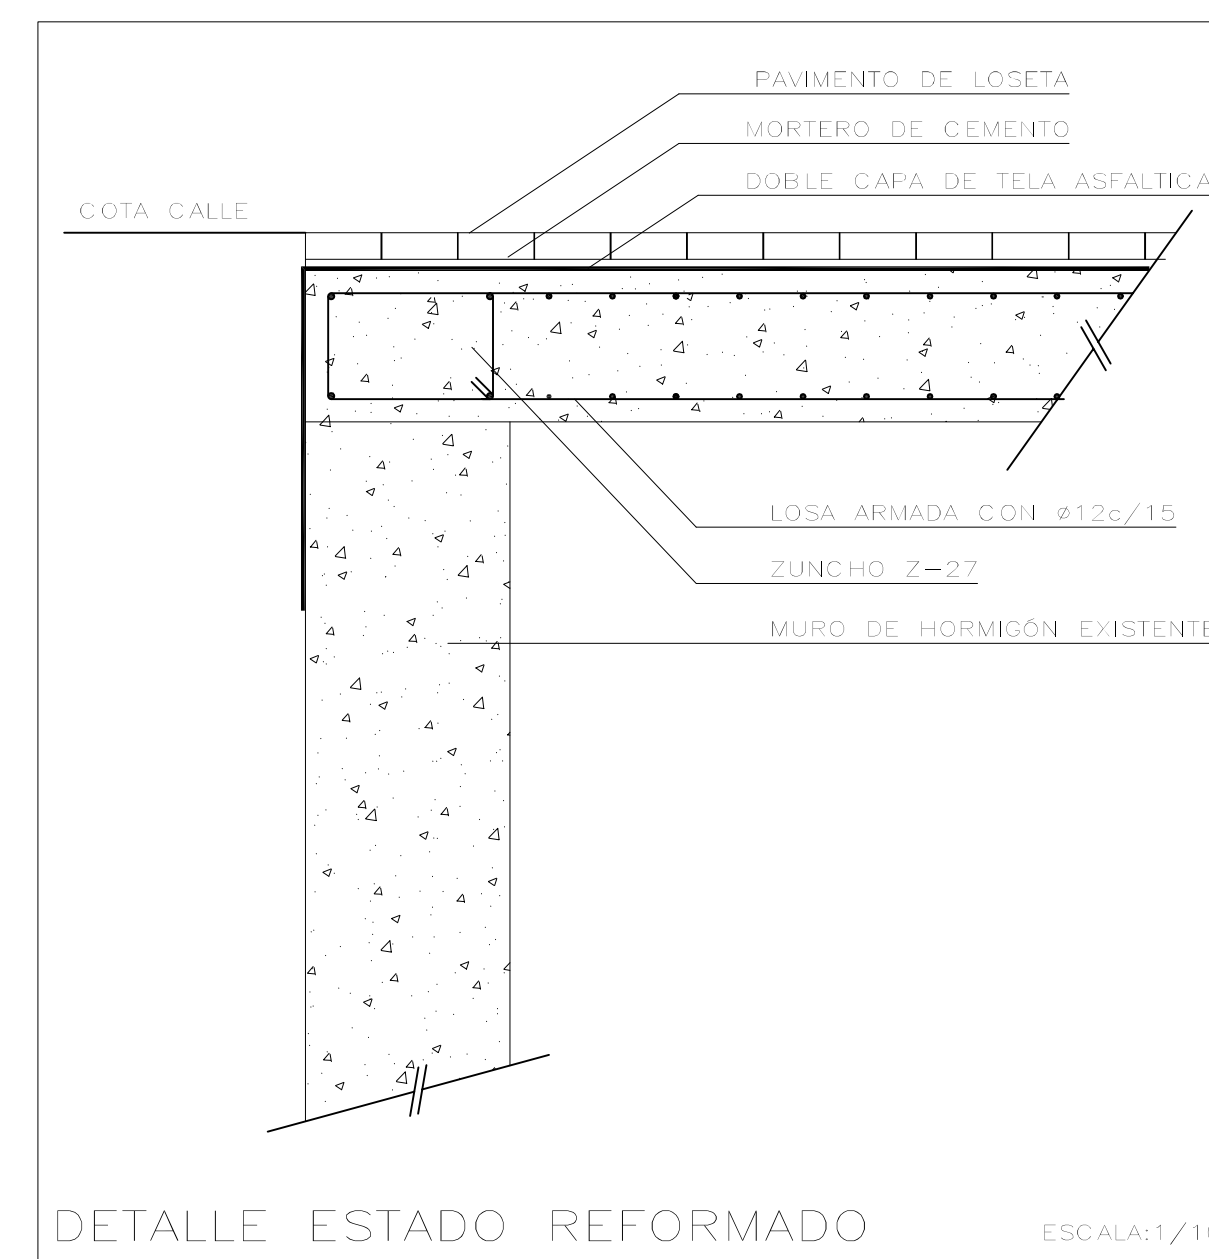 PAVIMENTO DE LOSETA
MORTERO DE CEMENTO
DOBLE CAPA DE TELA ASFALTICA
COTA CALLE
LOSA ARMADA CON Ø12c/15
ZUNCHO Z-27
MURO DE HORMIGÓN EXISTENTE
DETALLE ESTADO REFORMADO
ESCALA: